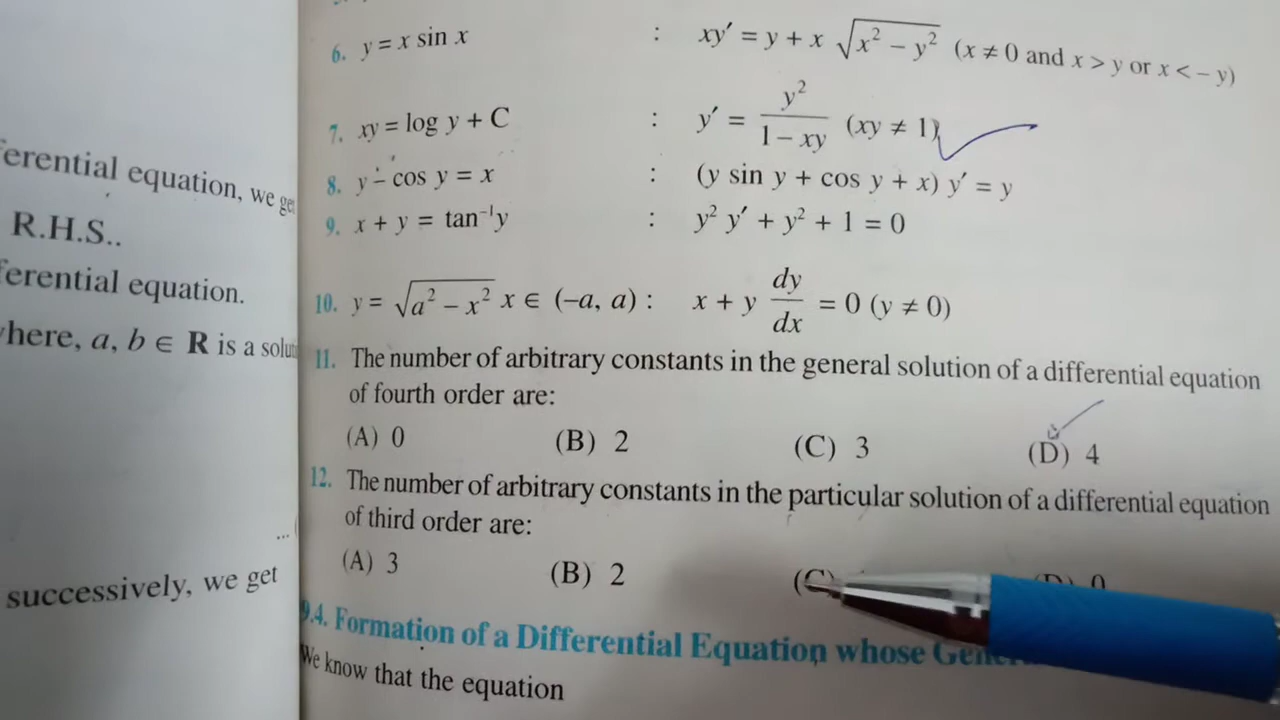 6. y = x sin x : xy′ = y + x √(x² − y²) (x ≠ 0 and x > y or x < − y)
7. xy = log y + C : y′ = y² / (1 − xy) (xy ≠ 1)
8. y − cos y = x : (y sin y + cos y + x) y′ = y
9. x + y = tan⁻¹y : y² y′ + y² + 1 = 0
10. y = √(a² − x²) x ∈ (−a, a) : x + y dy/dx = 0 (y ≠ 0)
11. The number of arbitrary constants in the general solution of a differential equation
of fourth order are:
(A) 0 (B) 2 (C) 3 (D) 4
12. The number of arbitrary constants in the particular solution of a differential equation
of third order are:
(A) 3 (B) 2 (C) (D) 0
9.4. Formation of a Differential Equation whose
We know that the equation
erential equation, we
R.H.S..
erential equation.
here, a, b ∈ R is a
...
successively, we get